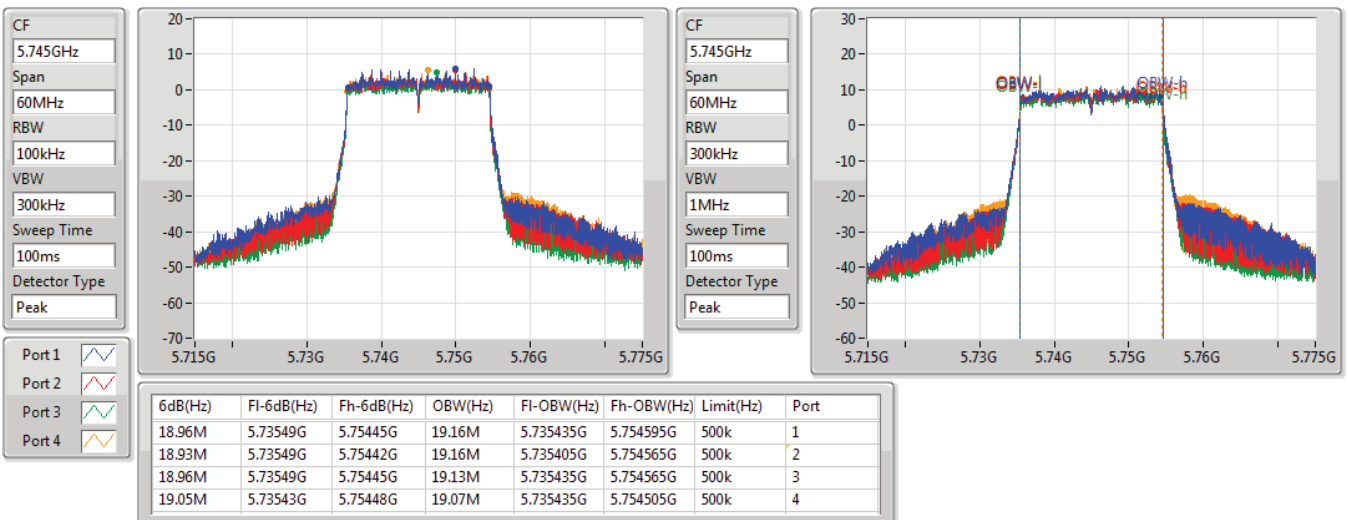 CF
5.745GHz
Span
60MHz
RBW
100kHz
VBW
300kHz
Sweep Time
100ms
Detector Type
Peak
20
10
0
-10
-20
-30
-40
-50
-60
-70
5.715G 5.73G 5.74G 5.75G 5.76G 5.775G
CF
5.745GHz
Span
60MHz
RBW
300kHz
VBW
1MHz
Sweep Time
100ms
Detector Type
Peak
30
20
10
0
-10
-20
-30
-40
-50
-60
OBW-l OBW-h
5.715G 5.73G 5.74G 5.75G 5.76G 5.775G
Port 1
Port 2
Port 3
Port 4
6dB(Hz) Fl-6dB(Hz) Fh-6dB(Hz) OBW(Hz) Fl-OBW(Hz) Fh-OBW(Hz) Limit(Hz) Port
18.96M 5.73549G 5.75445G 19.16M 5.735435G 5.754595G 500k 1
18.93M 5.73549G 5.75442G 19.16M 5.735405G 5.754565G 500k 2
18.96M 5.73549G 5.75445G 19.13M 5.735435G 5.754565G 500k 3
19.05M 5.73543G 5.75448G 19.07M 5.735435G 5.754505G 500k 4